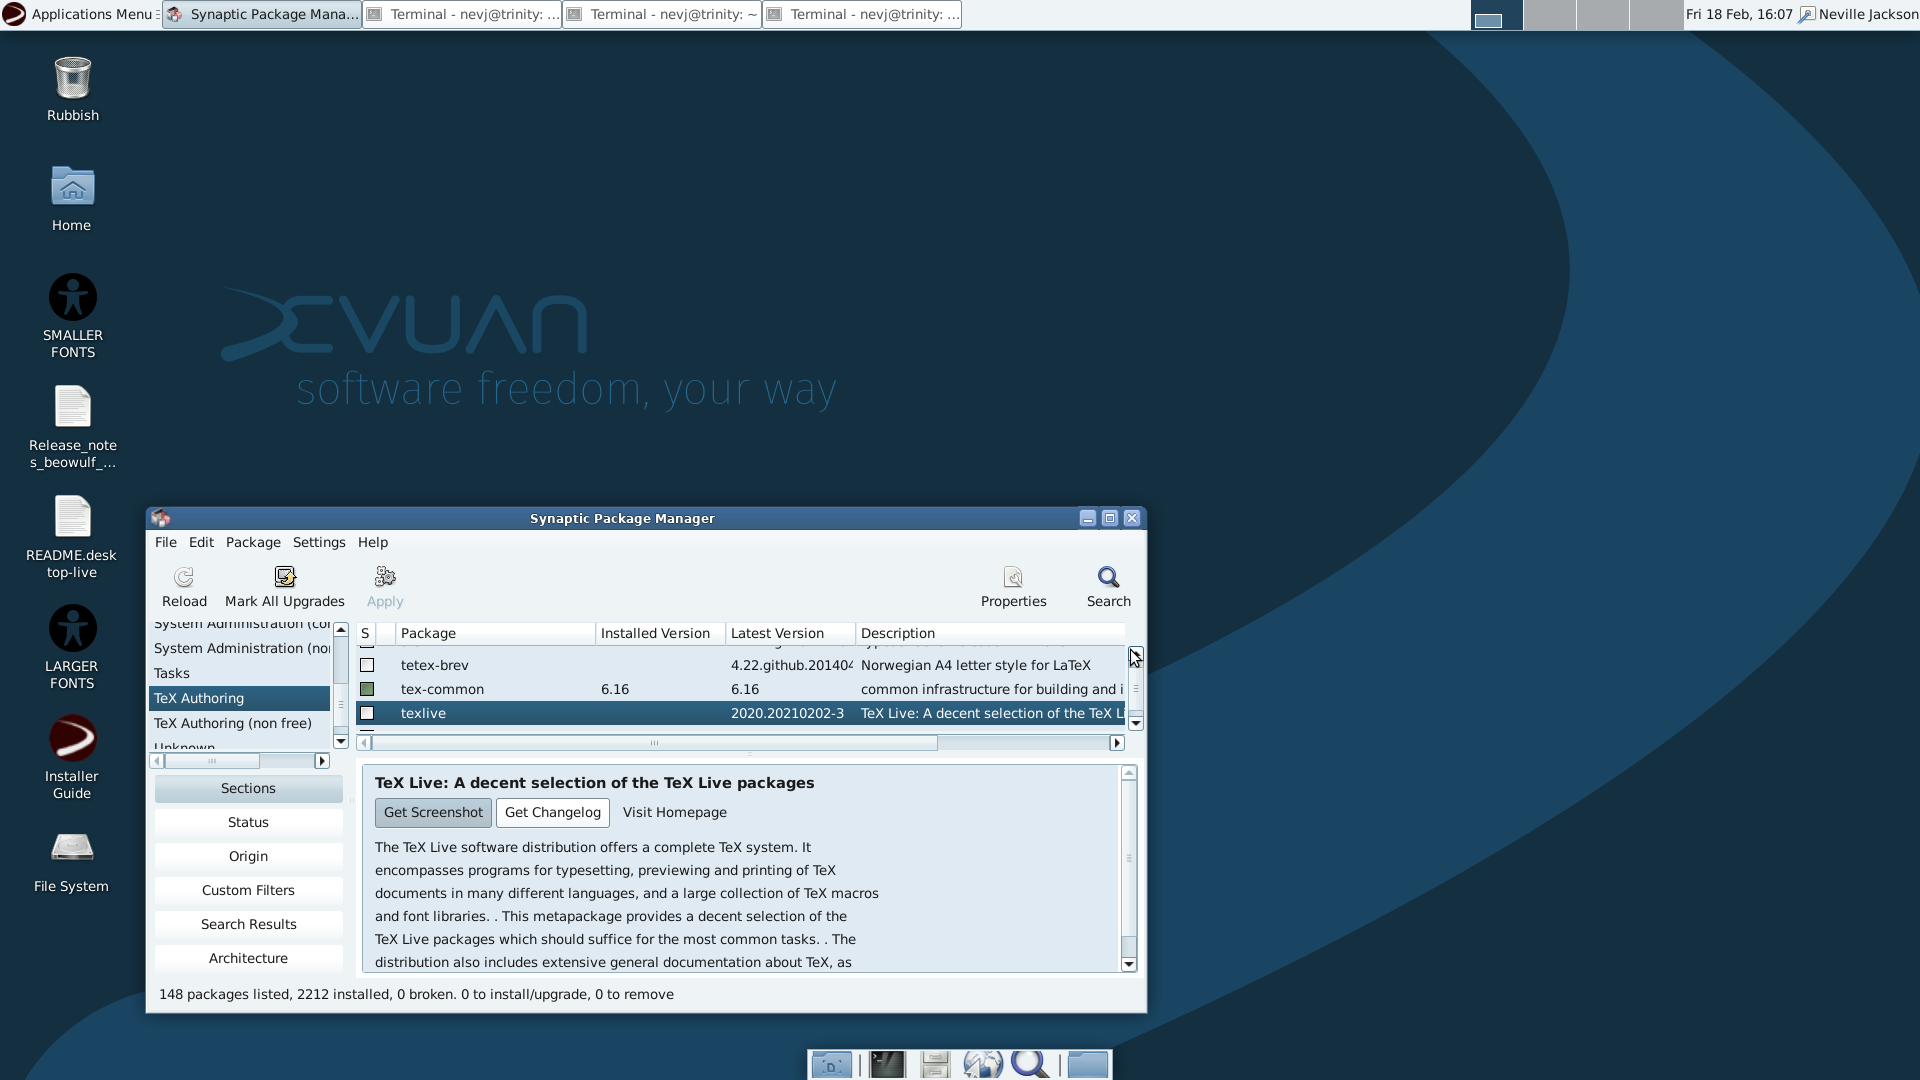 Applications Menu
Synaptic Package Mana...
Terminal - nevj@trinity: ...
Terminal - nevj@trinity: ~
Terminal - nevj@trinity: ...
Fri 18 Feb, 16:07
Neville Jackson
Rubbish
Home
SMALLER
FONTS
Release_note
s_beowulf_...
README.desk
top-live
LARGER
FONTS
Installer
Guide
File System
DEVUAN
software freedom, your way
Synaptic Package Manager
File Edit Package Settings Help
Reload
Mark All Upgrades
Apply
Properties
Search
System Administration (cor
System Administration (no
Tasks
TeX Authoring
TeX Authoring (non free)
Unknown
Sections
Status
Origin
Custom Filters
Search Results
Architecture
S Package Installed Version Latest Version Description
tetex-brev 4.22.github.201404 Norwegian A4 letter style for LaTeX
tex-common 6.16 6.16 common infrastructure for building and i
texlive 2020.20210202-3 TeX Live: A decent selection of the TeX Li
TeX Live: A decent selection of the TeX Live packages
Get Screenshot Get Changelog Visit Homepage
The TeX Live software distribution offers a complete TeX system. It
encompasses programs for typesetting, previewing and printing of TeX
documents in many different languages, and a large collection of TeX macros
and font libraries. . This metapackage provides a decent selection of the
TeX Live packages which should suffice for the most common tasks. . The
distribution also includes extensive general documentation about TeX, as
148 packages listed, 2212 installed, 0 broken. 0 to install/upgrade, 0 to remove
D